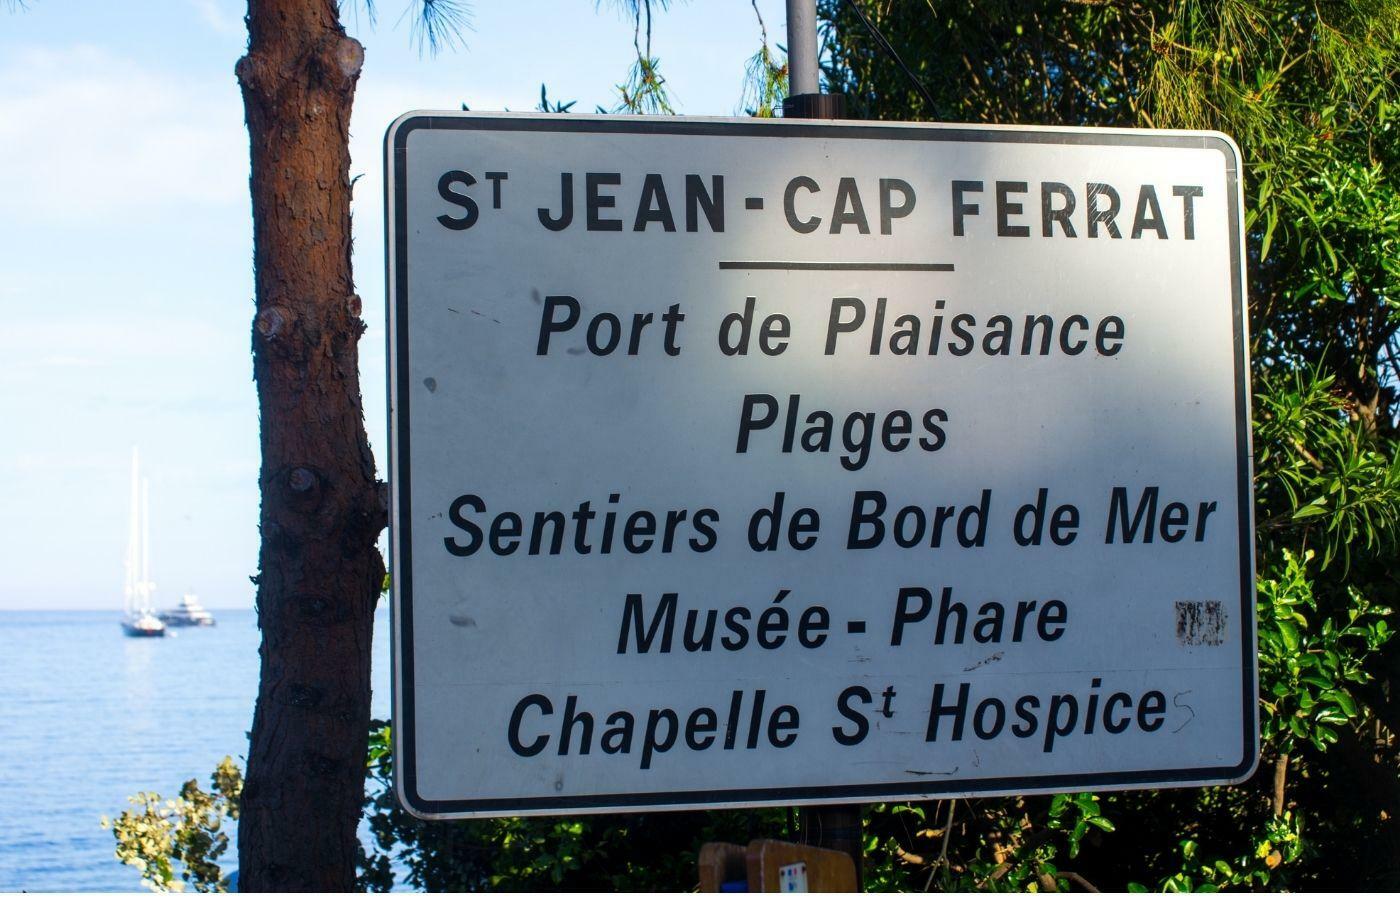 St JEAN - CAP FERRAT
Port de Plaisance
Plages
Sentiers de Bord de Mer
Musée - Phare
Chapelle St Hospice